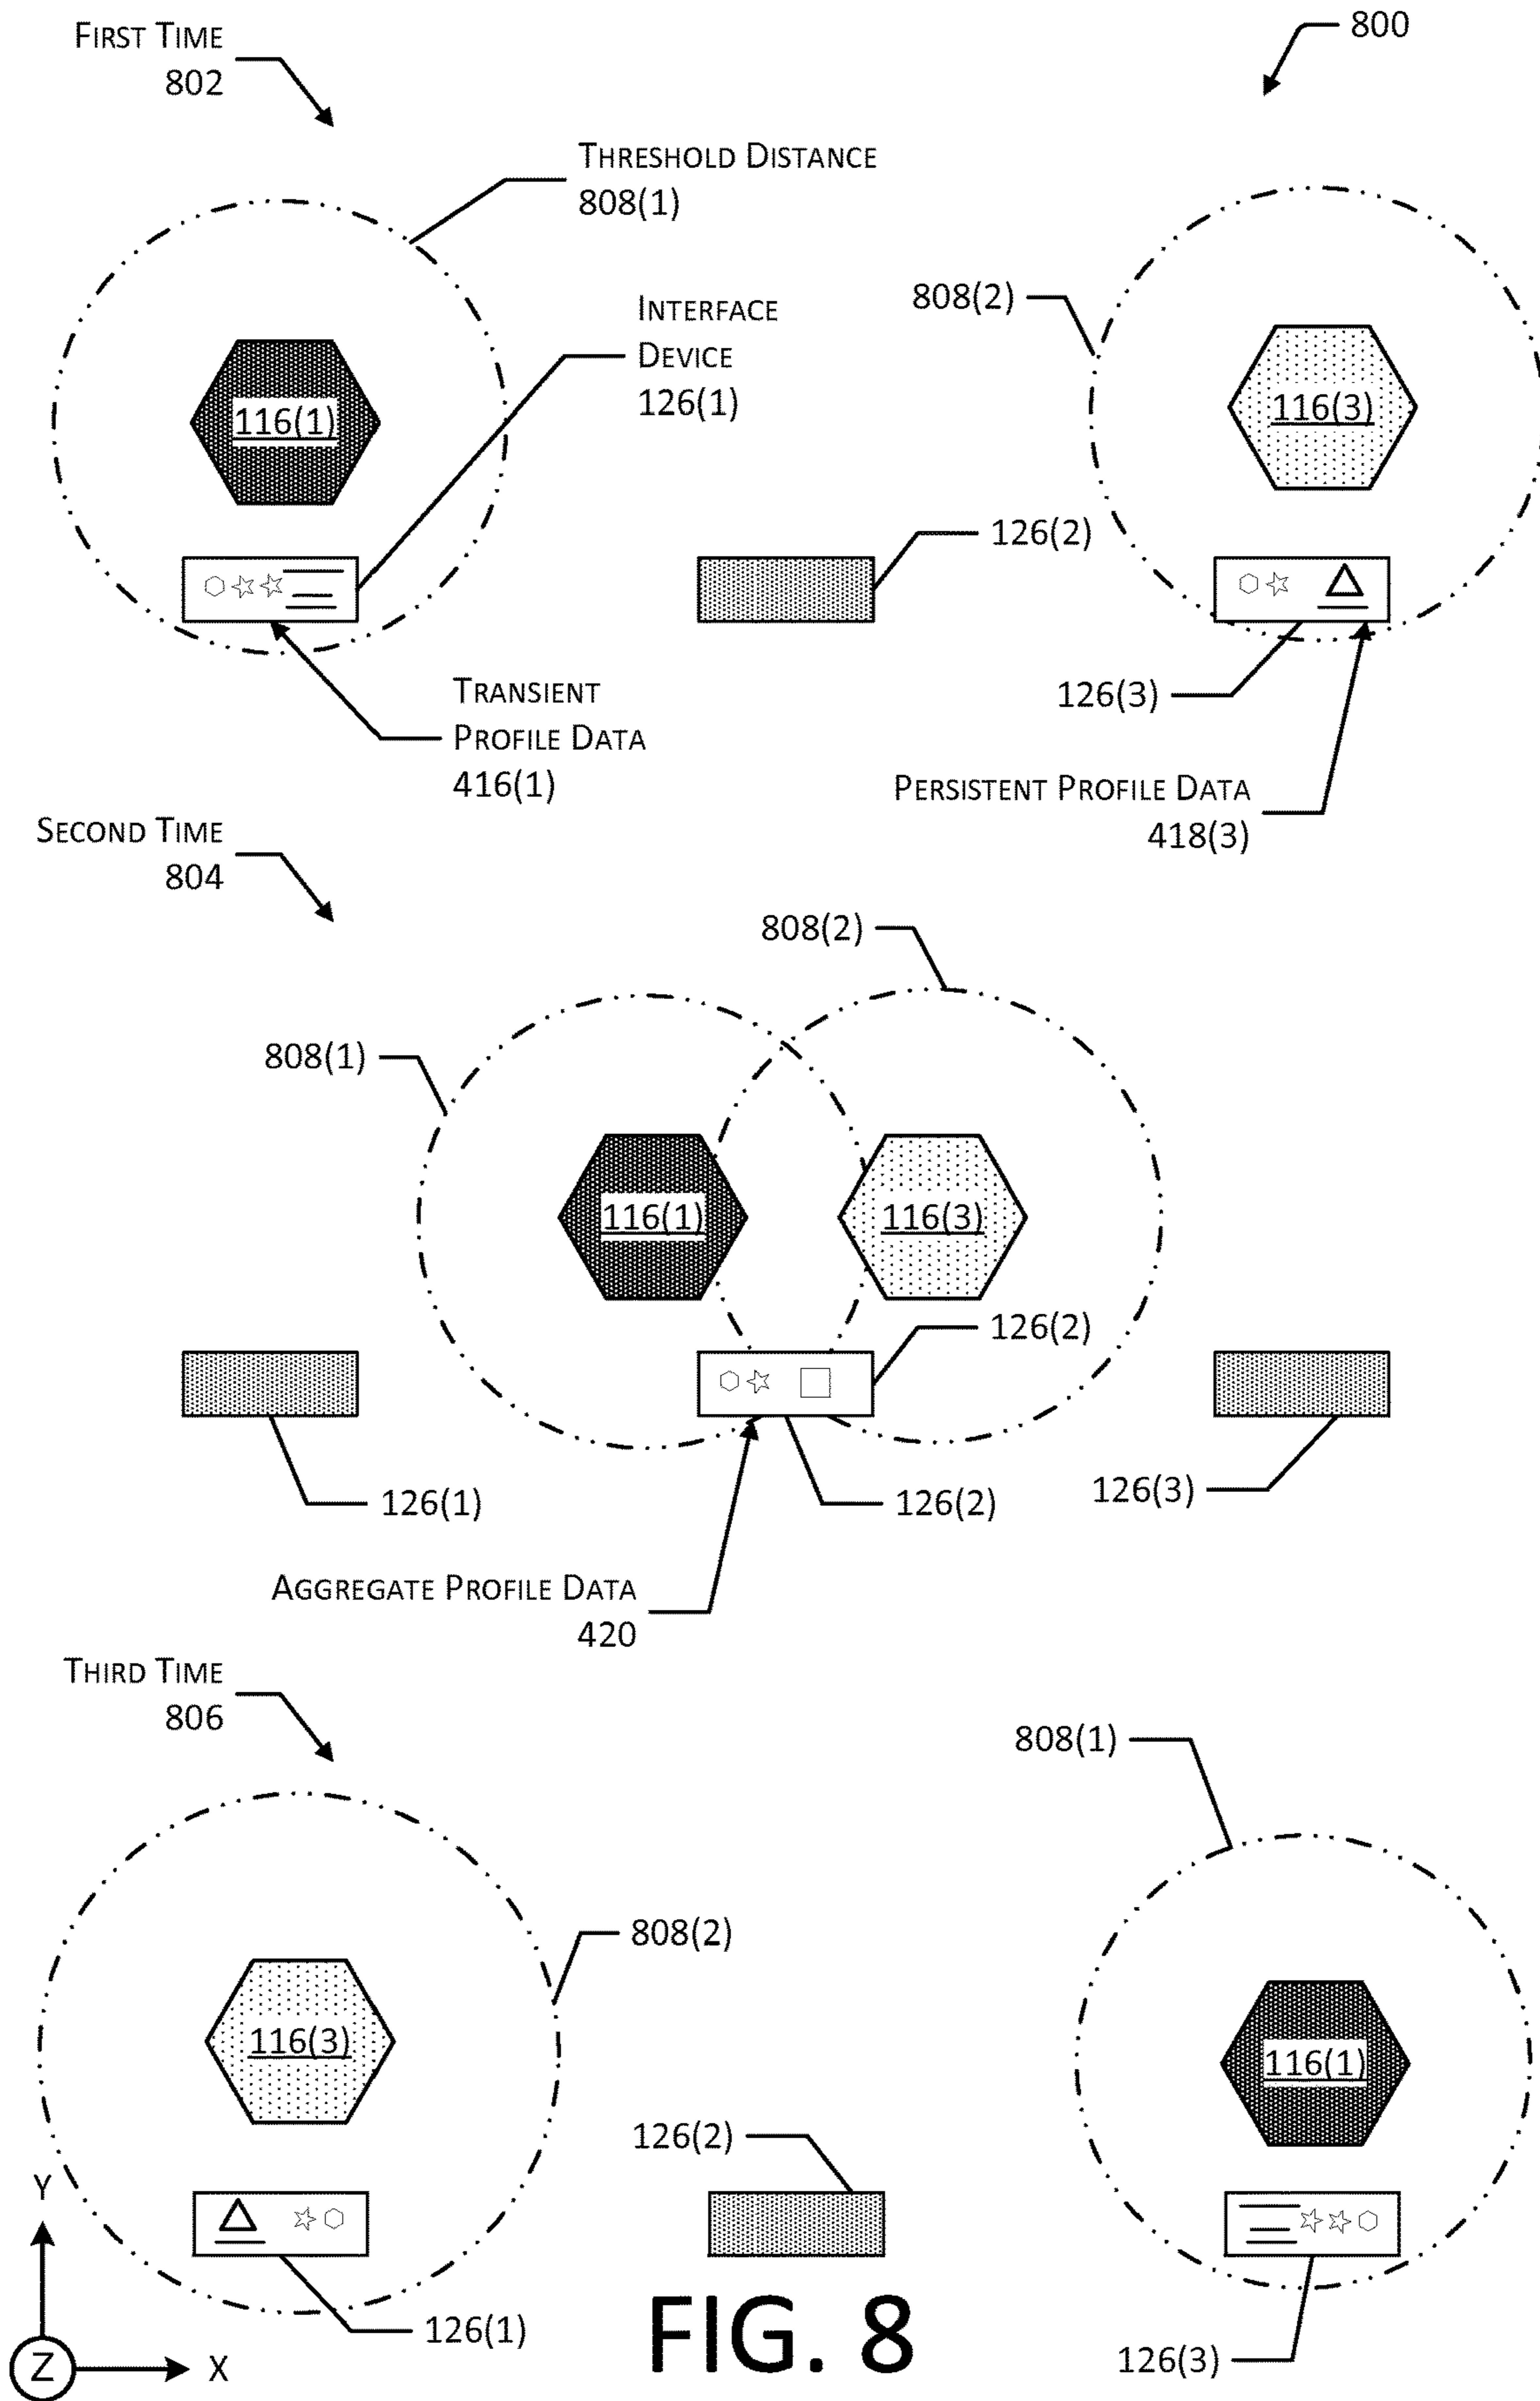 FIRST TIME
802
800
THRESHOLD DISTANCE
808(1)
INTERFACE
DEVICE
126(1)
808(2)
116(1)
116(3)
126(2)
126(3)
TRANSIENT
PROFILE DATA
416(1)
PERSISTENT PROFILE DATA
418(3)
SECOND TIME
804
808(2)
808(1)
116(1)
116(3)
126(2)
126(1)
126(2)
126(3)
AGGREGATE PROFILE DATA
420
THIRD TIME
806
808(1)
808(2)
116(3)
116(1)
126(2)
126(1)
126(3)
Y
Z
X
FIG. 8